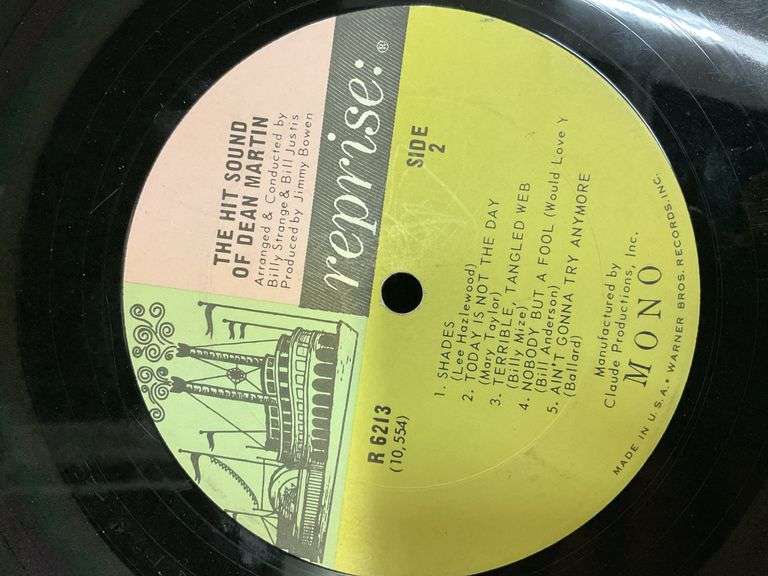 THE HIT SOUND
OF DEAN MARTIN
Arranged & Conducted by
Billy Strange & Bill Justis
Produced by Jimmy Bowen
reprise:®
SIDE
2
R 6213
(10,554)
1. SHADES
(Lee Hazlewood)
2. TODAY IS NOT THE DAY
(Mary Taylor)
3. TERRIBLE, TANGLED WEB
(Billy Mize)
4. NOBODY BUT A FOOL (Would Love Y
(Bill Anderson)
5. AIN'T GONNA TRY ANYMORE
(Ballard)
Manufactured by
Claude Productions, Inc.
MONO
MADE IN U.S.A. • WARNER BROS. RECORDS, INC.